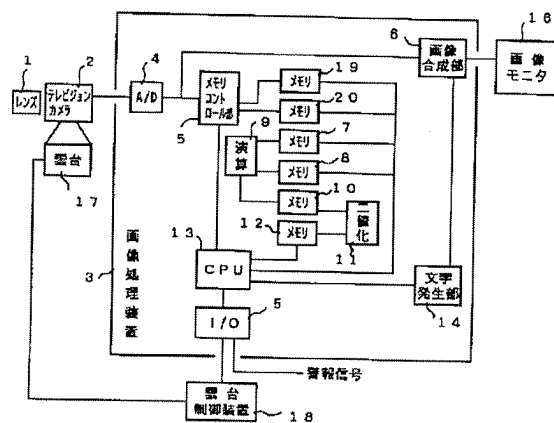 1
レンズ
2
テレビジョン
カメラ
雲台
17
4
A/D
5
メモリ
コント
ロール部
メモリ
19
メモリ
20
9
演算
メモリ
7
メモリ
8
メモリ
10
12
メモリ
二値化
11
13
CPU
I/O
5
6
画像
合成部
16
画像
モニタ
文字
発生部
14
3
画像処理装置
警報信号
雲台
制御装置
18